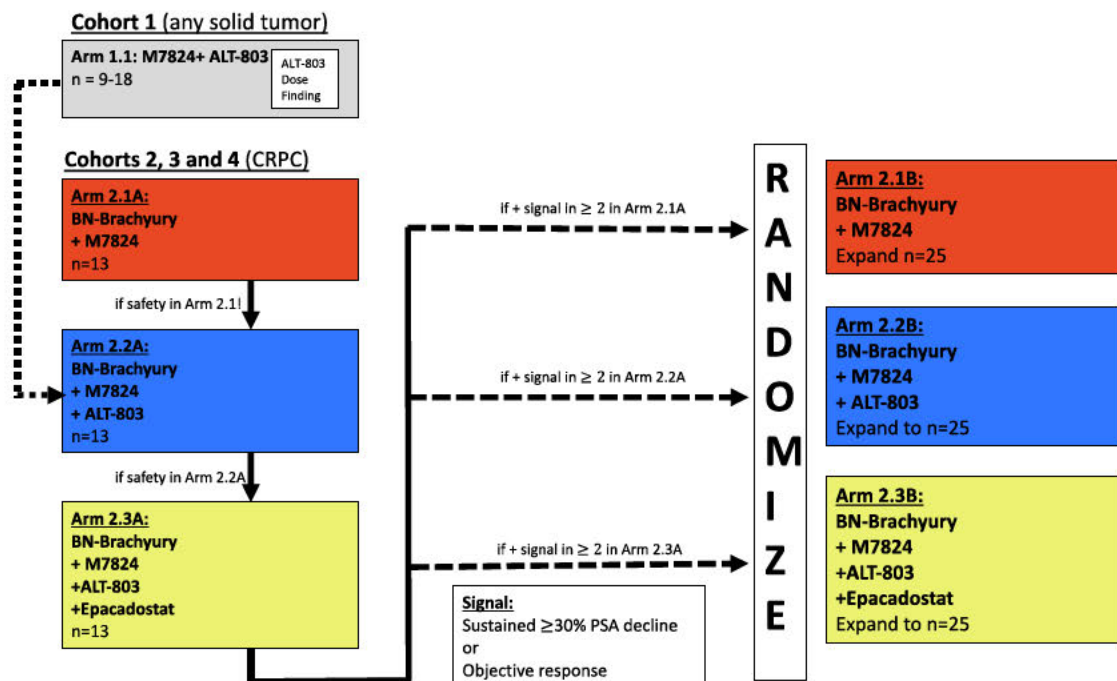 Cohort 1 (any solid tumor)
Arm 1.1: M7824+ ALT-803
n = 9-18
ALT-803
Dose
Finding
Cohorts 2, 3 and 4 (CRPC)
Arm 2.1A:
BN-Brachyury
+ M7824
n=13
if safety in Arm 2.1!
Arm 2.2A:
BN-Brachyury
+ M7824
+ ALT-803
n=13
if safety in Arm 2.2A
Arm 2.3A:
BN-Brachyury
+ M7824
+ALT-803
+Epacadostat
n=13
if + signal in ≥ 2 in Arm 2.1A
if + signal in ≥ 2 in Arm 2.2A
if + signal in ≥ 2 in Arm 2.3A
Signal:
Sustained ≥30% PSA decline
or
Objective response
R
A
N
D
O
M
I
Z
E
Arm 2.1B:
BN-Brachyury
+ M7824
Expand n=25
Arm 2.2B:
BN-Brachyury
+ M7824
+ ALT-803
Expand to n=25
Arm 2.3B:
BN-Brachyury
+ M7824
+ALT-803
+Epacadostat
Expand to n=25